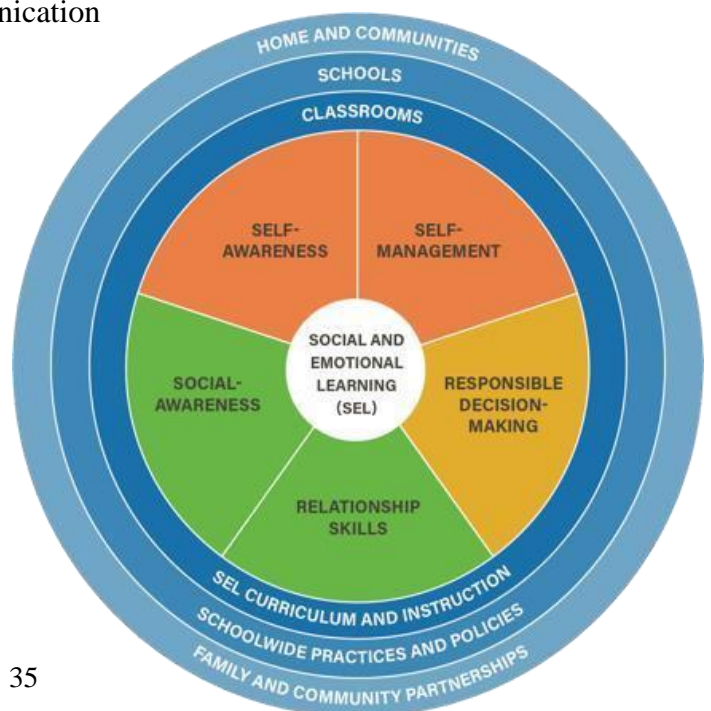 nication
HOME AND COMMUNITIES
SCHOOLS
CLASSROOMS
SELF-
AWARENESS
SELF-
MANAGEMENT
SOCIAL AND
EMOTIONAL
LEARNING
(SEL)
SOCIAL-
AWARENESS
RESPONSIBLE
DECISION-
MAKING
RELATIONSHIP
SKILLS
SEL CURRICULUM AND INSTRUCTION
SCHOOLWIDE PRACTICES AND POLICIES
FAMILY AND COMMUNITY PARTNERSHIPS
35